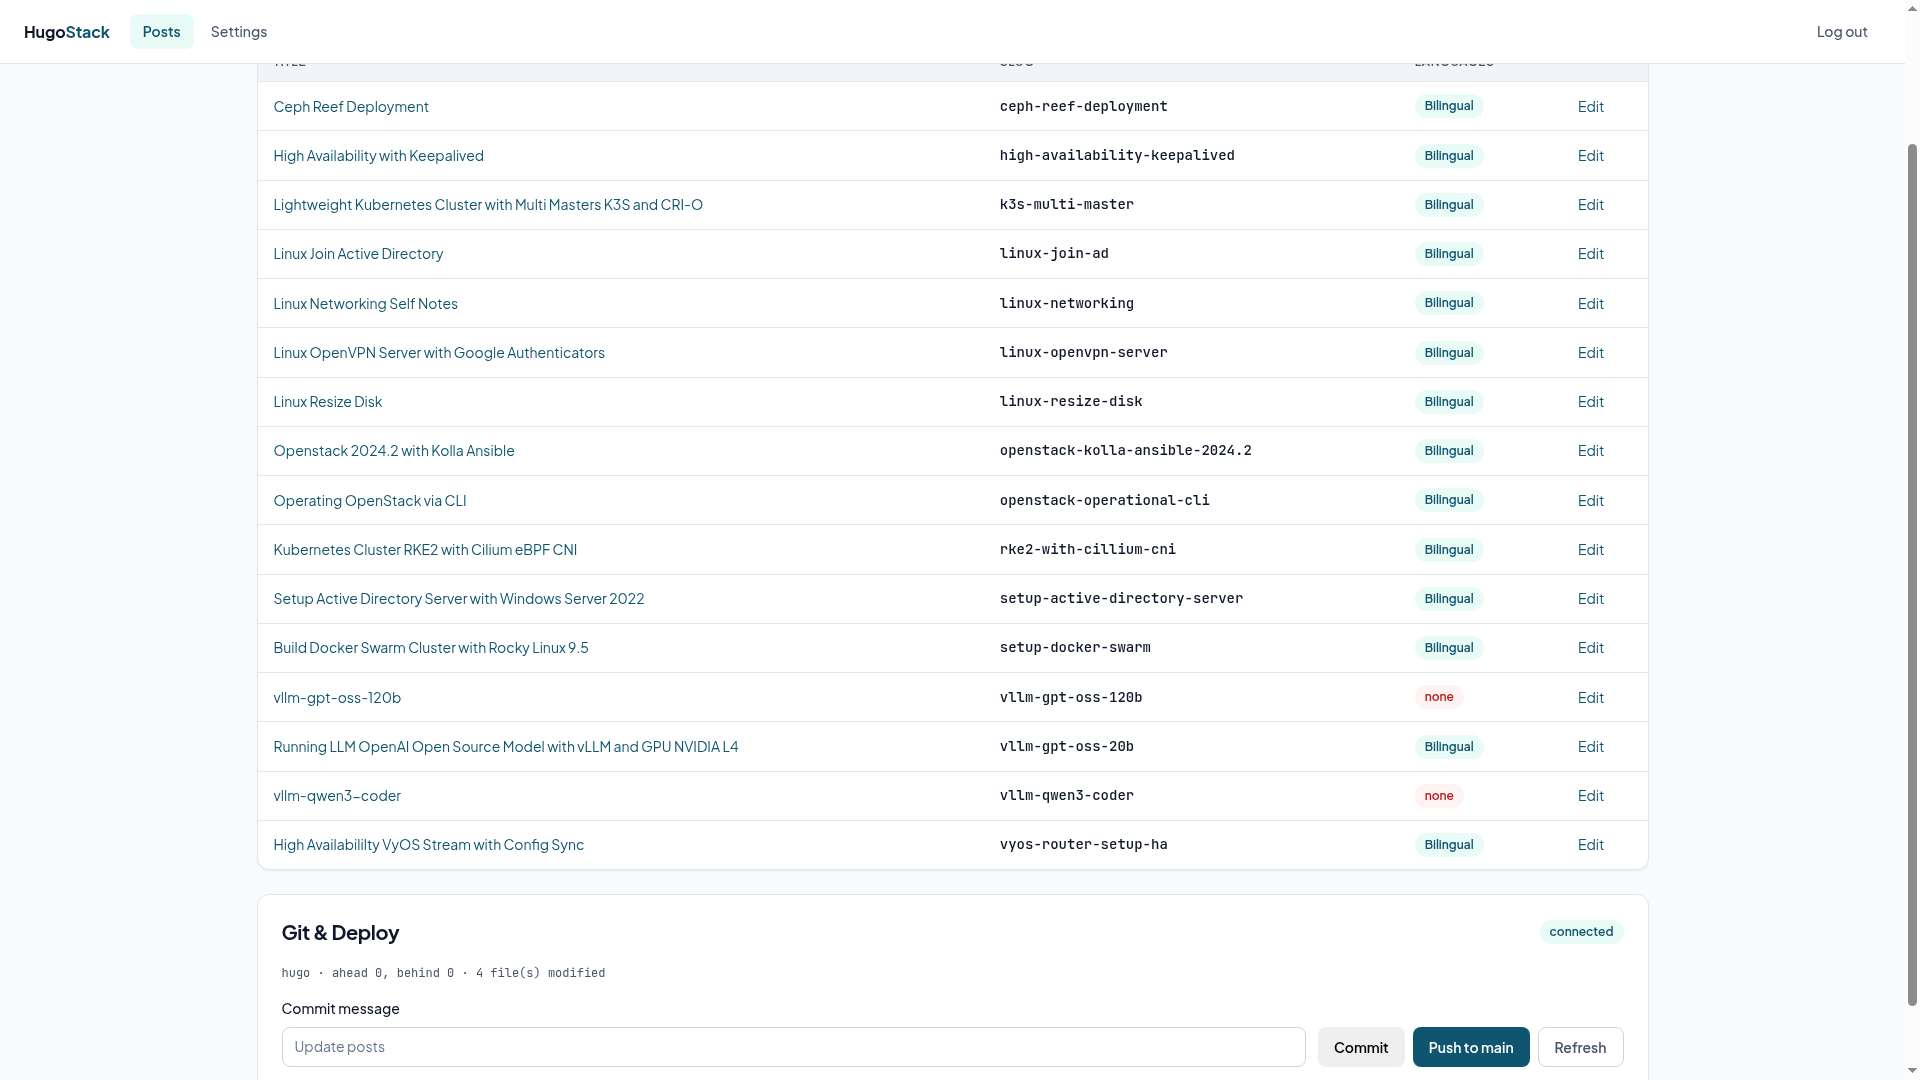 HugoStack Posts Settings Log out
TITLE SLUG LANGUAGES
Ceph Reef Deployment ceph-reef-deployment Bilingual Edit
High Availability with Keepalived high-availability-keepalived Bilingual Edit
Lightweight Kubernetes Cluster with Multi Masters K3S and CRI-O k3s-multi-master Bilingual Edit
Linux Join Active Directory linux-join-ad Bilingual Edit
Linux Networking Self Notes linux-networking Bilingual Edit
Linux OpenVPN Server with Google Authenticators linux-openvpn-server Bilingual Edit
Linux Resize Disk linux-resize-disk Bilingual Edit
Openstack 2024.2 with Kolla Ansible openstack-kolla-ansible-2024.2 Bilingual Edit
Operating OpenStack via CLI openstack-operational-cli Bilingual Edit
Kubernetes Cluster RKE2 with Cilium eBPF CNI rke2-with-cillium-cni Bilingual Edit
Setup Active Directory Server with Windows Server 2022 setup-active-directory-server Bilingual Edit
Build Docker Swarm Cluster with Rocky Linux 9.5 setup-docker-swarm Bilingual Edit
vllm-gpt-oss-120b vllm-gpt-oss-120b none Edit
Running LLM OpenAI Open Source Model with vLLM and GPU NVIDIA L4 vllm-gpt-oss-20b Bilingual Edit
vllm-qwen3-coder vllm-qwen3-coder none Edit
High Availabililty VyOS Stream with Config Sync vyos-router-setup-ha Bilingual Edit
Git & Deploy connected
hugo · ahead 0, behind 0 · 4 file(s) modified
Commit message
Update posts Commit Push to main Refresh